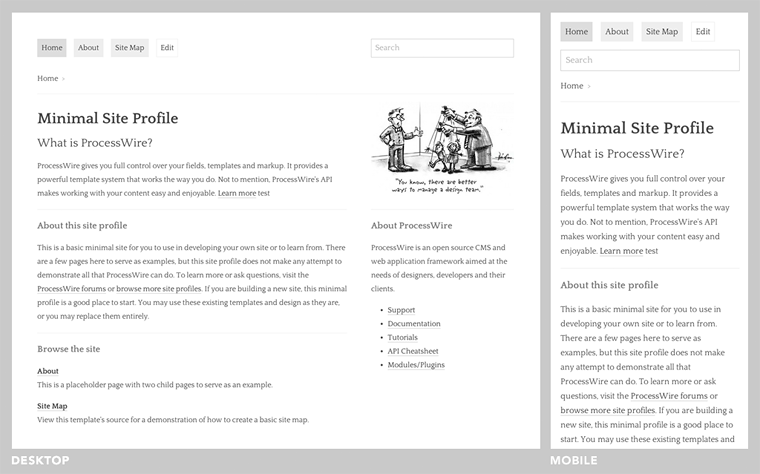 Home
About
Site Map
Edit
Search
Home »
Minimal Site Profile
What is ProcessWire?
ProcessWire gives you full control over your fields, templates and markup. It provides a
powerful template system that works the way you do. Not to mention, ProcessWire's API
makes working with your content easy and enjoyable. Learn more test
About this site profile
This is a basic minimal site for you to use in developing your own site or to learn from. There
are a few pages here to serve as examples, but this site profile does not make any attempt to
demonstrate all that ProcessWire can do. To learn more or ask questions, visit the
ProcessWire forums or browse more site profiles. If you are building a new site, this minimal
profile is a good place to start. You may use these existing templates and design as they are,
or you may replace them entirely.
Browse the site
About
This is a placeholder page with two child pages to serve as an example.
Site Map
View this template's source for a demonstration of how to create a basic site map.
"You know, there are better
ways to manage a design team."
About ProcessWire
ProcessWire is an open source CMS and
web application framework aimed at the
needs of designers, developers and their
clients.
• Support
• Documentation
• Tutorials
• API Cheatsheet
• Modules/Plugins
DESKTOP
Home
About
Site Map
Edit
Search
Home »
Minimal Site Profile
What is ProcessWire?
ProcessWire gives you full control over your
fields, templates and markup. It provides a
powerful template system that works the way
you do. Not to mention, ProcessWire's API
makes working with your content easy and
enjoyable. Learn more test
About this site profile
This is a basic minimal site for you to use in
developing your own site or to learn from.
There are a few pages here to serve as
examples, but this site profile does not make
any attempt to demonstrate all that
ProcessWire can do. To learn more or ask
questions, visit the ProcessWire forums or
browse more site profiles. If you are building a
new site, this minimal profile is a good place to
start. You may use these existing templates and
MOBILE